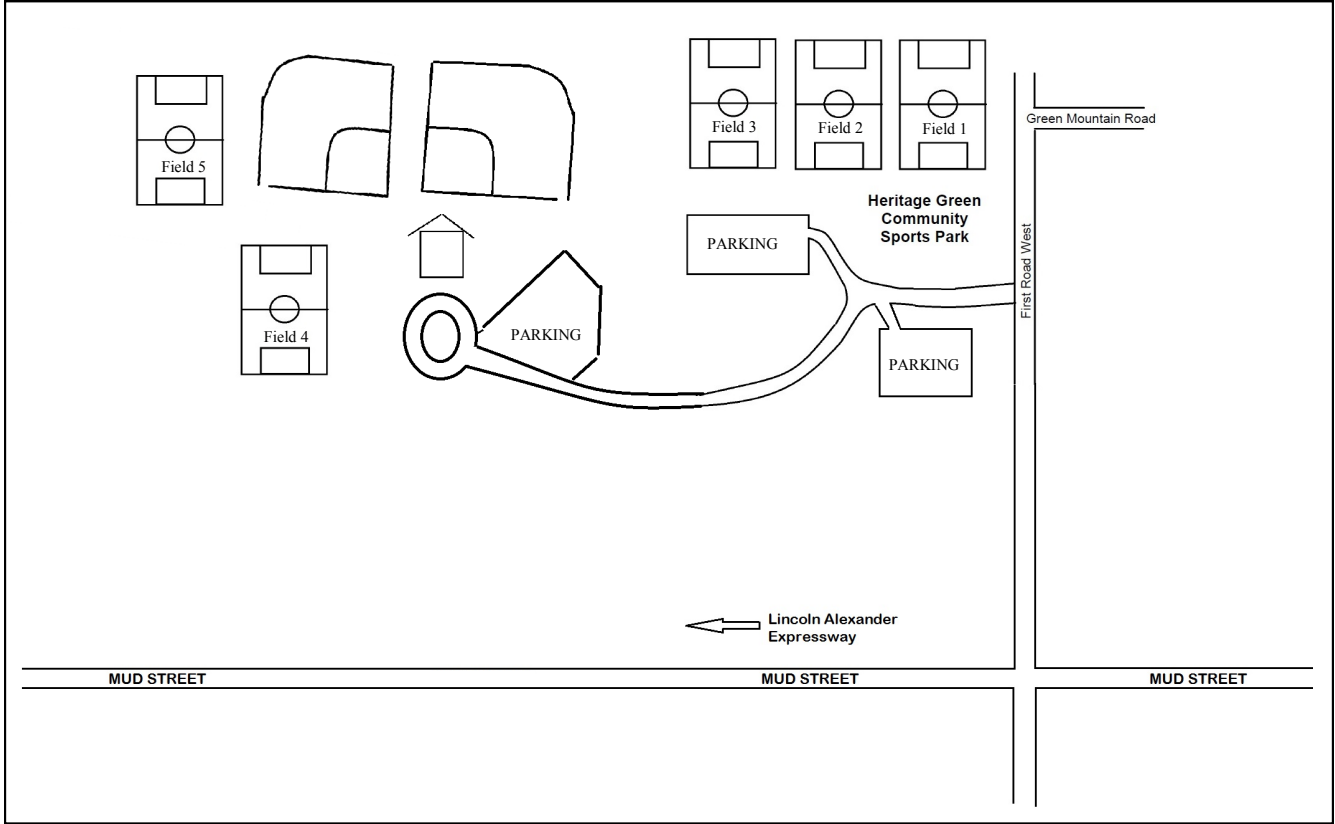 Field 5
Field 3
Field 2
Field 1
Green Mountain Road
Heritage Green
Community
Sports Park
PARKING
First Road West
Field 4
PARKING
PARKING
Lincoln Alexander
Expressway
MUD STREET
MUD STREET
MUD STREET